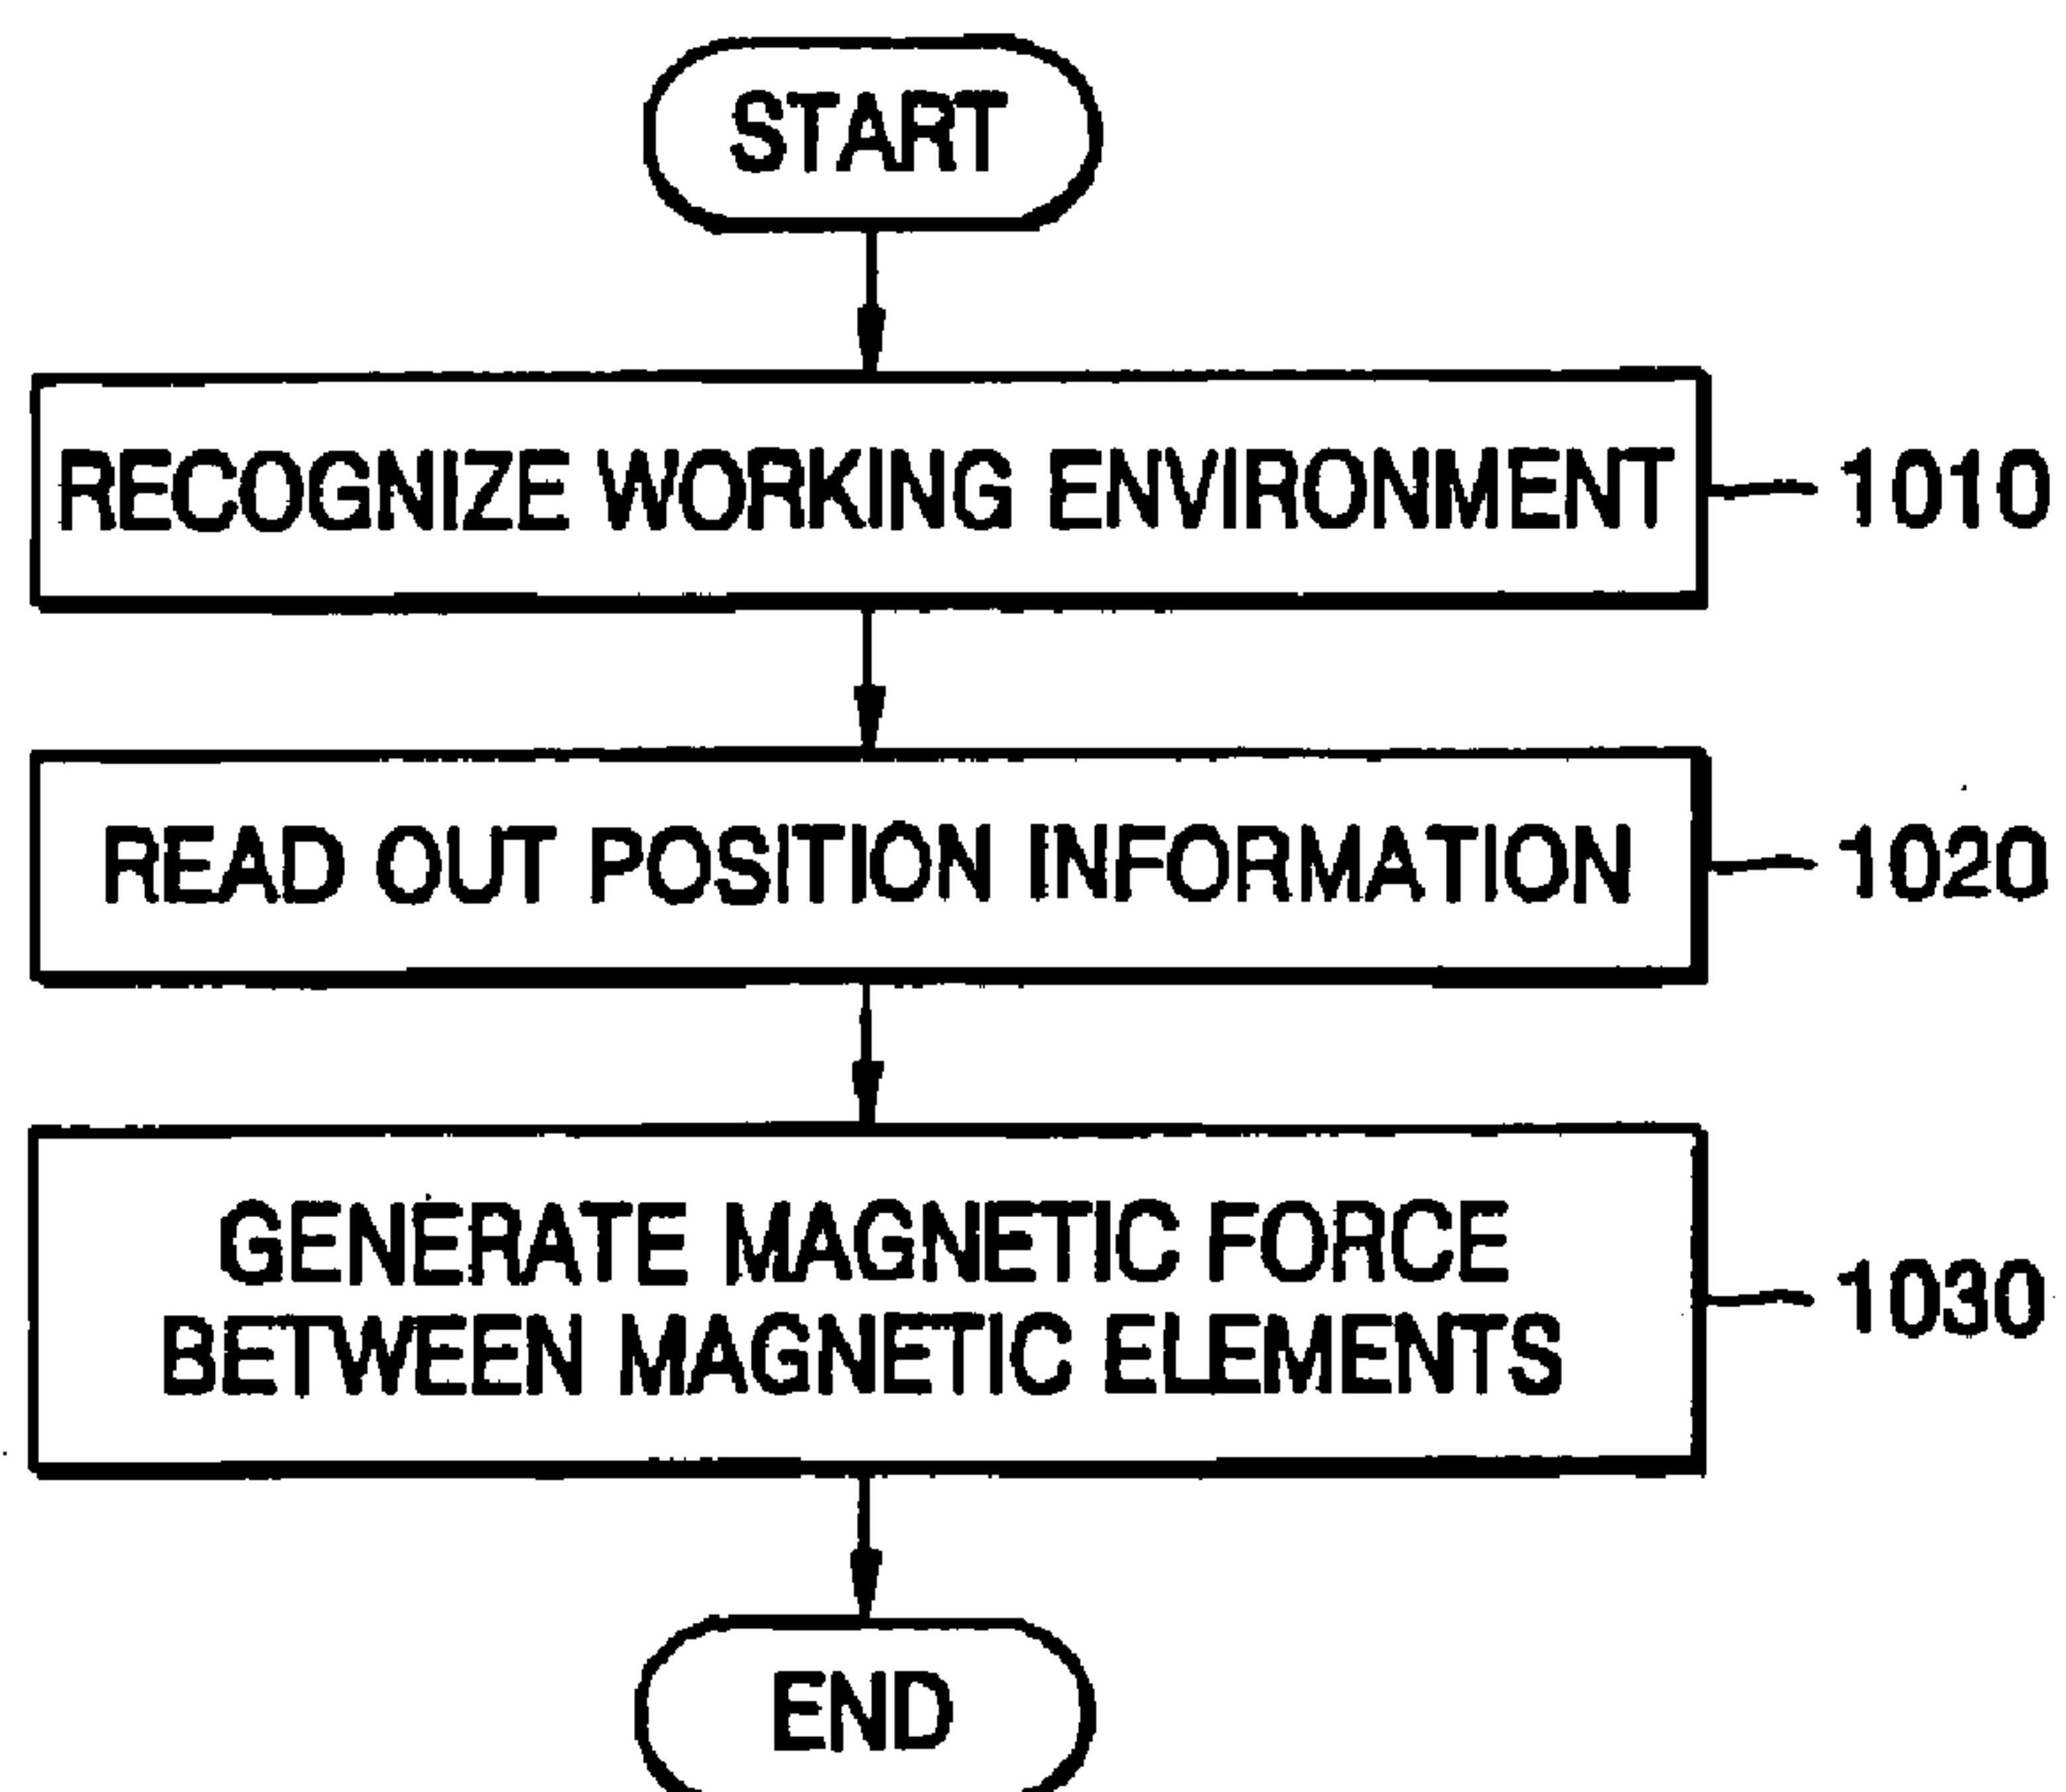 START
RECOGNIZE WORKING ENVIRONMENT
1010
READ OUT POSITION INFORMATION
1020
GENERATE MAGNETIC FORCE
BETWEEN MAGNETIC ELEMENTS
1030
END